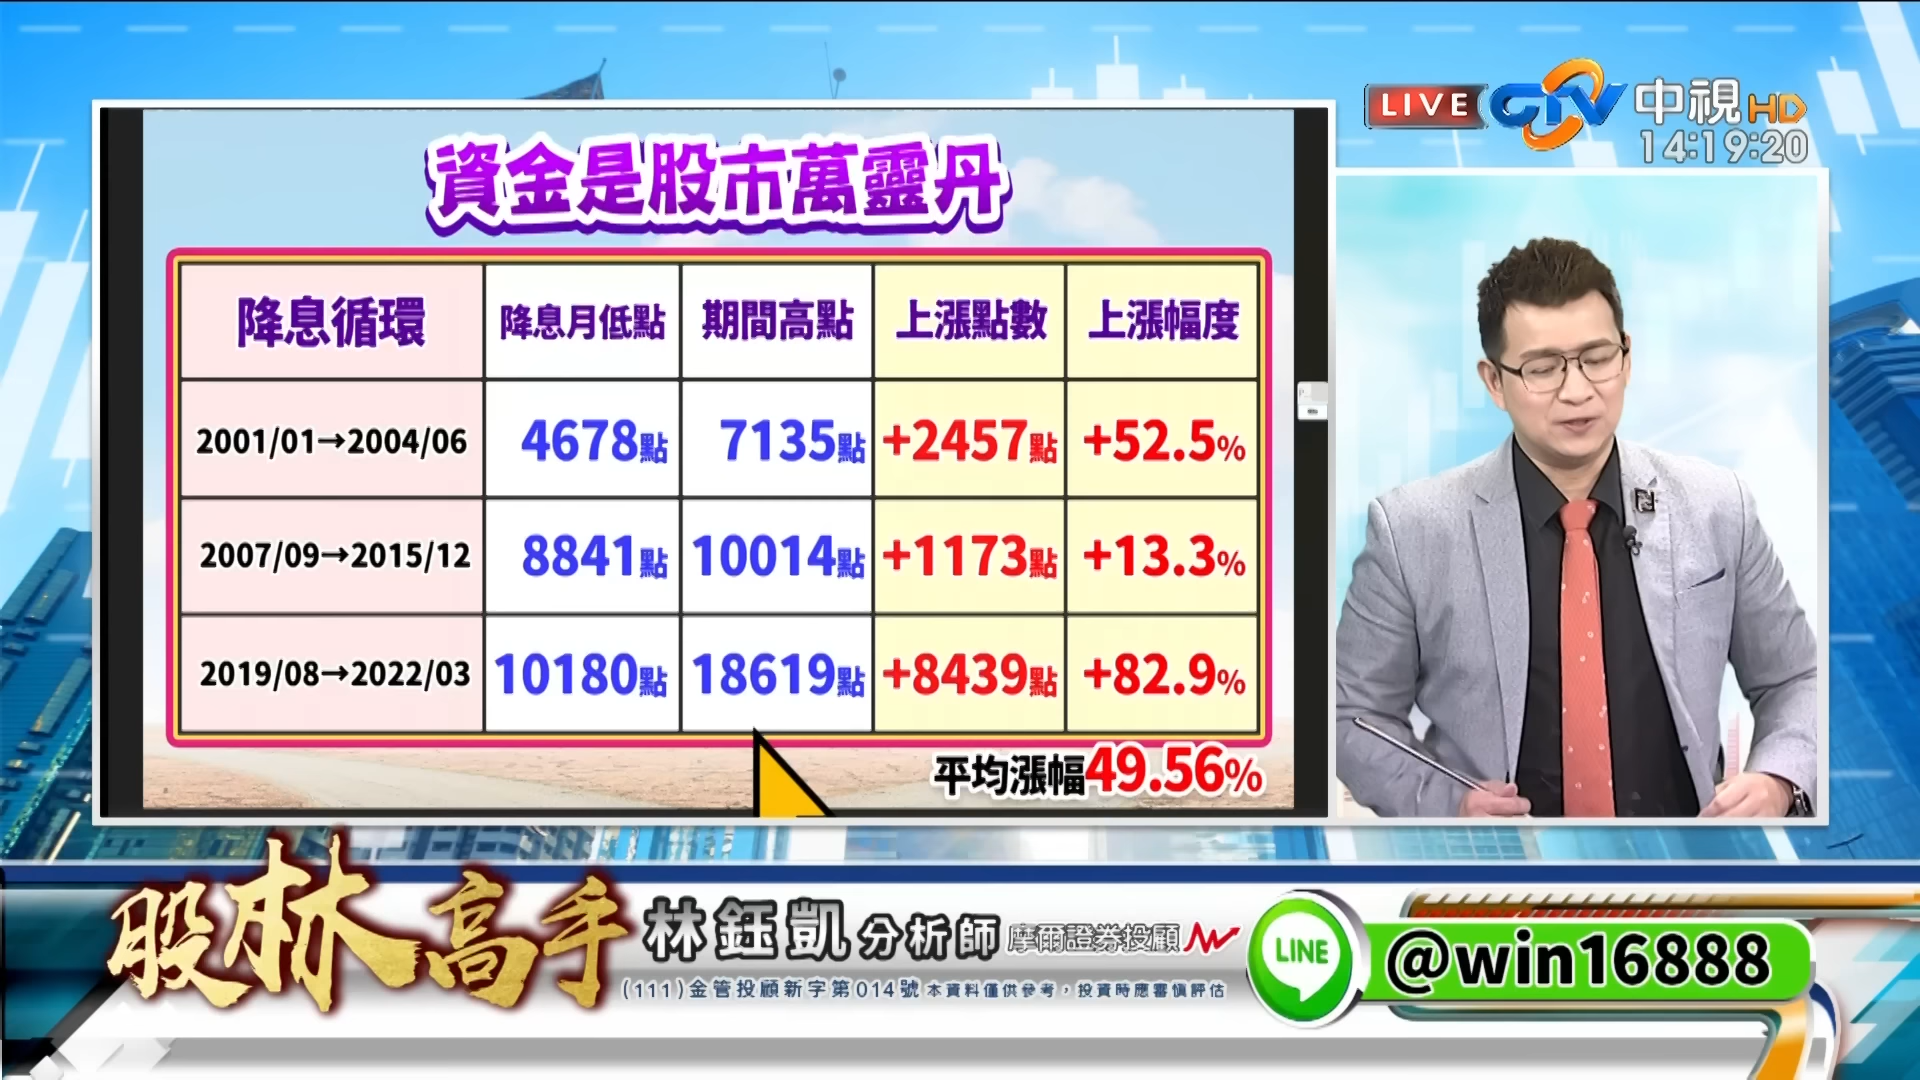 LIVE CTV 中視HD
14:19:20
資金是股市萬靈丹
降息循環 降息月低點 期間高點 上漲點數 上漲幅度
2001/01→2004/06 4678點 7135點 +2457點 +52.5%
2007/09→2015/12 8841點 10014點 +1173點 +13.3%
2019/08→2022/03 10180點 18619點 +8439點 +82.9%
平均漲幅49.56%
股林高手 林鈺凱 分析師 摩爾證券投顧
(111)金管投顧新字第014號 本資料僅供參考，投資時應審慎評估
LINE @win16888